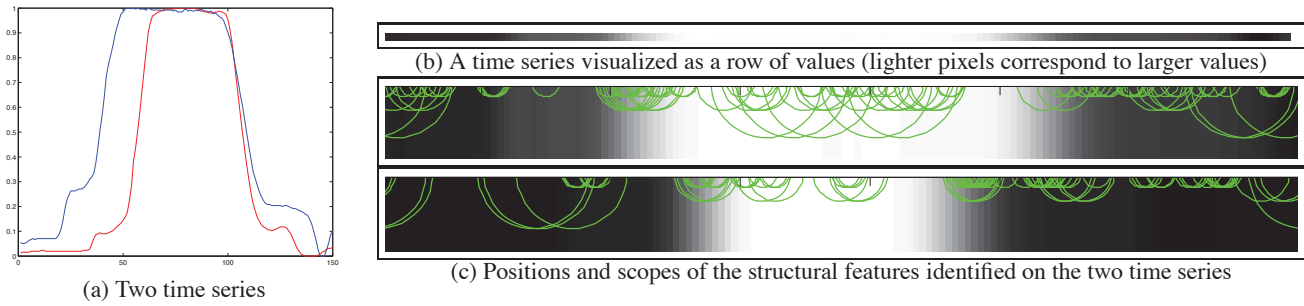 1
0.9
0.8
0.7
0.6
0.5
0.4
0.3
0.2
0.1
0
0 50 100 150
(a) Two time series
(b) A time series visualized as a row of values (lighter pixels correspond to larger values)
(c) Positions and scopes of the structural features identified on the two time series